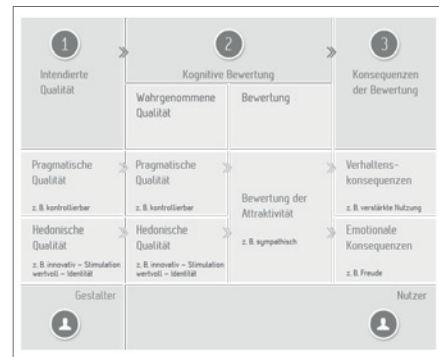 1
2
3
Intendierte
Qualität
Kognitive Bewertung
Konsequenzen
der Bewertung
Wahrgenommene
Qualität
Bewertung
Pragmatische
Qualität
z. B. kontrollierbar
Pragmatische
Qualität
z. B. kontrollierbar
Bewertung der
Attraktivität
z. B. sympathisch
Verhaltens-
konsequenzen
z. B. verstärkte Nutzung
Hedonische
Qualität
z. B. innovativ – Stimulation
wertvoll – Identität
Hedonische
Qualität
z. B. innovativ – Stimulation
wertvoll – Identität
Emotionale
Konsequenzen
z. B. Freude
Gestalter
Nutzer